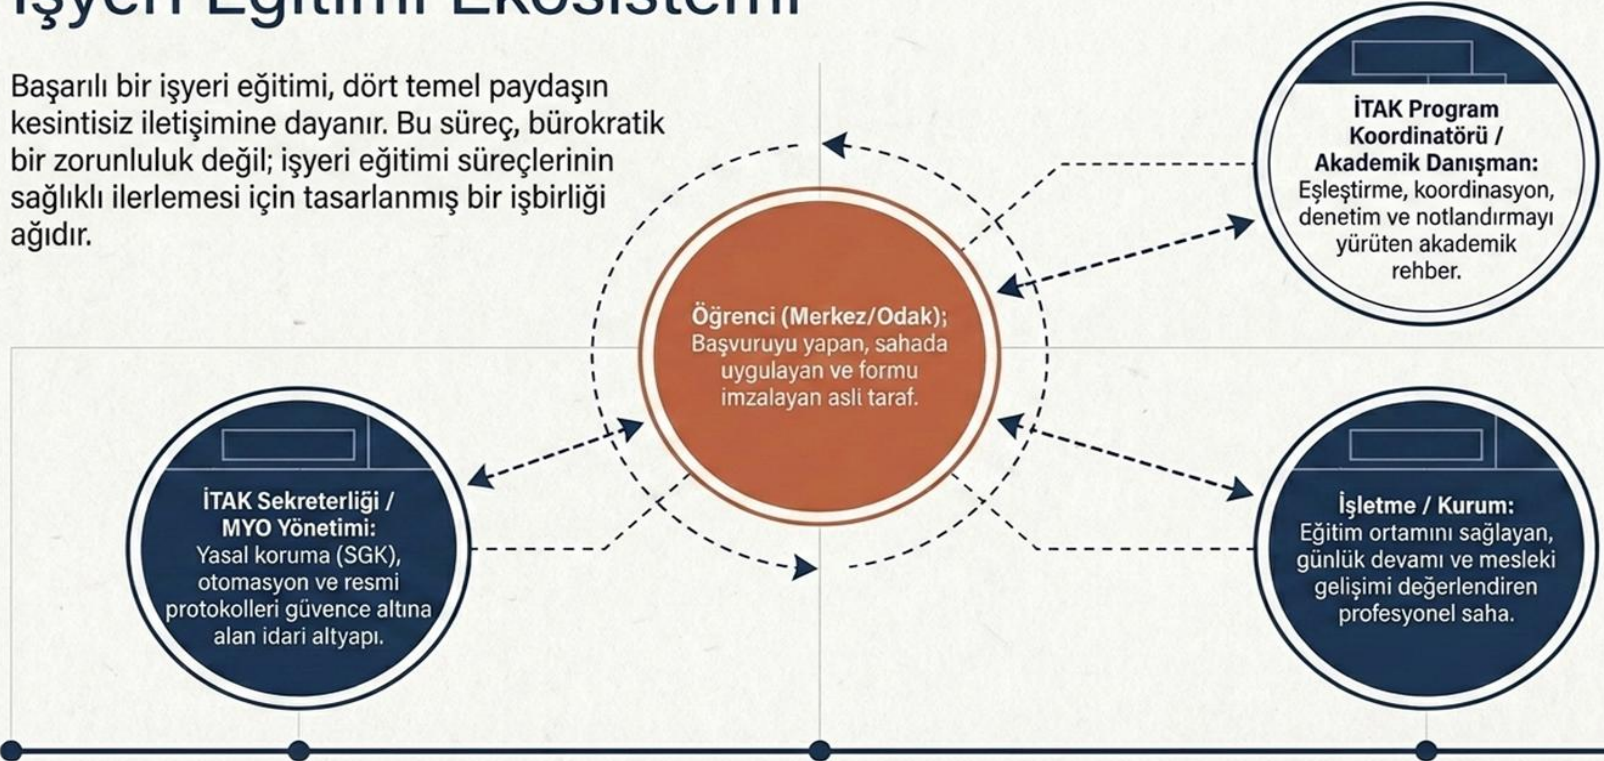 İşyeri Eğitimi Ekosistemi
Başarılı bir işyeri eğitimi, dört temel paydaşın
kesintisiz iletişimine dayanır. Bu süreç, bürokratik
bir zorunluluk değil; işyeri eğitimi süreçlerinin
sağlıklı ilerlemesi için tasarlanmış bir işbirliği
ağıdır.
İTAK Program
Koordinatörü /
Akademik Danışman:
Eşleştirme, koordinasyon,
denetim ve notlandırmayı
yürüten akademik
rehber.
Öğrenci (Merkez/Odak);
Başvuruyu yapan, sahada
uygulayan ve formu
imzalayan asli taraf.
İTAK Sekreterliği /
MYO Yönetimi:
Yasal koruma (SGK),
otomasyon ve resmi
protokolleri güvence altına
alan idari altyapı.
İşletme / Kurum:
Eğitim ortamını sağlayan,
günlük devamı ve mesleki
gelişimi değerlendiren
profesyonel saha.